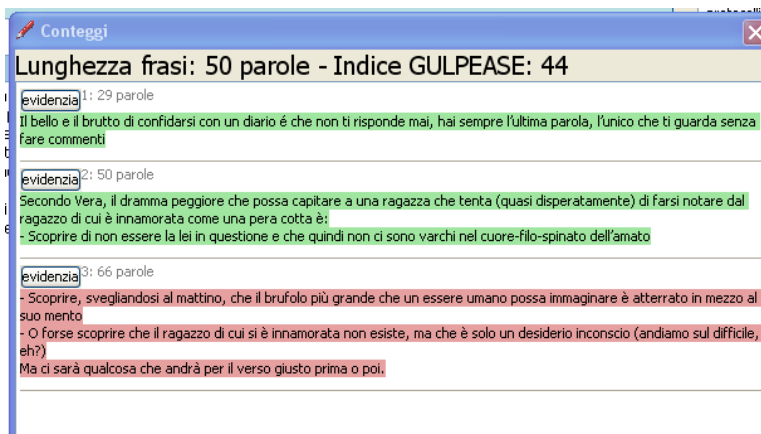 Conteggi
Lunghezza frasi: 50 parole - Indice GULPEASE: 44
evidenzia 1: 29 parole
Il bello e il brutto di confidarsi con un diario é che non ti risponde mai, hai sempre l'ultima parola, l'unico che ti guarda senza
fare commenti
evidenzia 2: 50 parole
Secondo Vera, il dramma peggiore che possa capitare a una ragazza che tenta (quasi disperatamente) di farsi notare dal
ragazzo di cui è innamorata come una pera cotta è:
- Scoprire di non essere la lei in questione e che quindi non ci sono varchi nel cuore-filo-spinato dell'amato
evidenzia 3: 66 parole
- Scoprire, svegliandosi al mattino, che il brufolo più grande che un essere umano possa immaginare è atterrato in mezzo al
suo mento
- O forse scoprire che il ragazzo di cui si è innamorata non esiste, ma che è solo un desiderio inconscio (andiamo sul difficile,
eh?)
Ma ci sarà qualcosa che andrà per il verso giusto prima o poi.